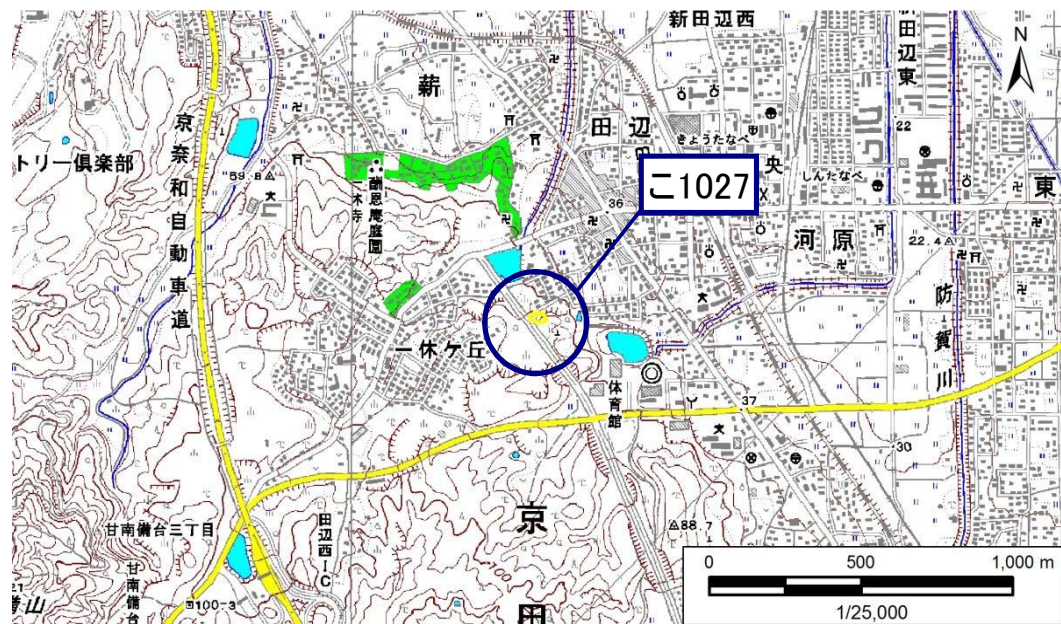 新田辺西
新田辺東
N
薪
田辺
22
きょうたなべ
京奈和自動車道
トリー倶楽部
こ1027
央
しんたなべ
東
69.8
酬恩庵庭園
一休寺
36
河原
22.4
防賀川
一休ケ丘
体育館
37
30
京
甘南備台三丁目
田辺西IC
88.7
甘南備台
100.3
田
0 500 1,000 m
1/25,000